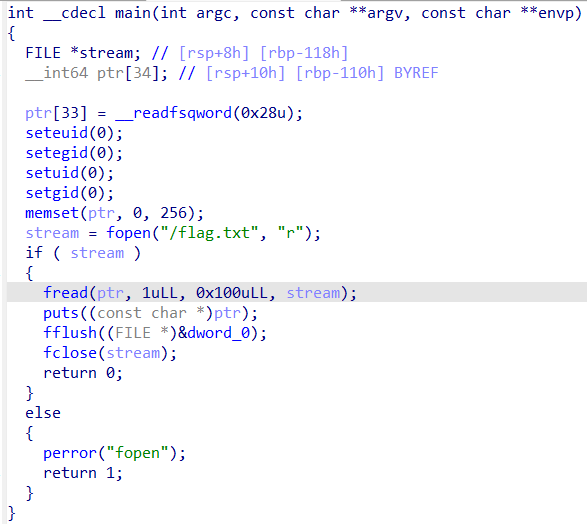 int __cdecl main(int argc, const char **argv, const char **envp)
{
  FILE *stream; // [rsp+8h] [rbp-118h]
  __int64 ptr[34]; // [rsp+10h] [rbp-110h] BYREF

  ptr[33] = __readfsqword(0x28u);
  seteuid(0);
  setegid(0);
  setuid(0);
  setgid(0);
  memset(ptr, 0, 256);
  stream = fopen("/flag.txt", "r");
  if ( stream )
  {
    fread(ptr, 1uLL, 0x100uLL, stream);
    puts((const char *)ptr);
    fflush((FILE *)&dword_0);
    fclose(stream);
    return 0;
  }
  else
  {
    perror("fopen");
    return 1;
  }
}